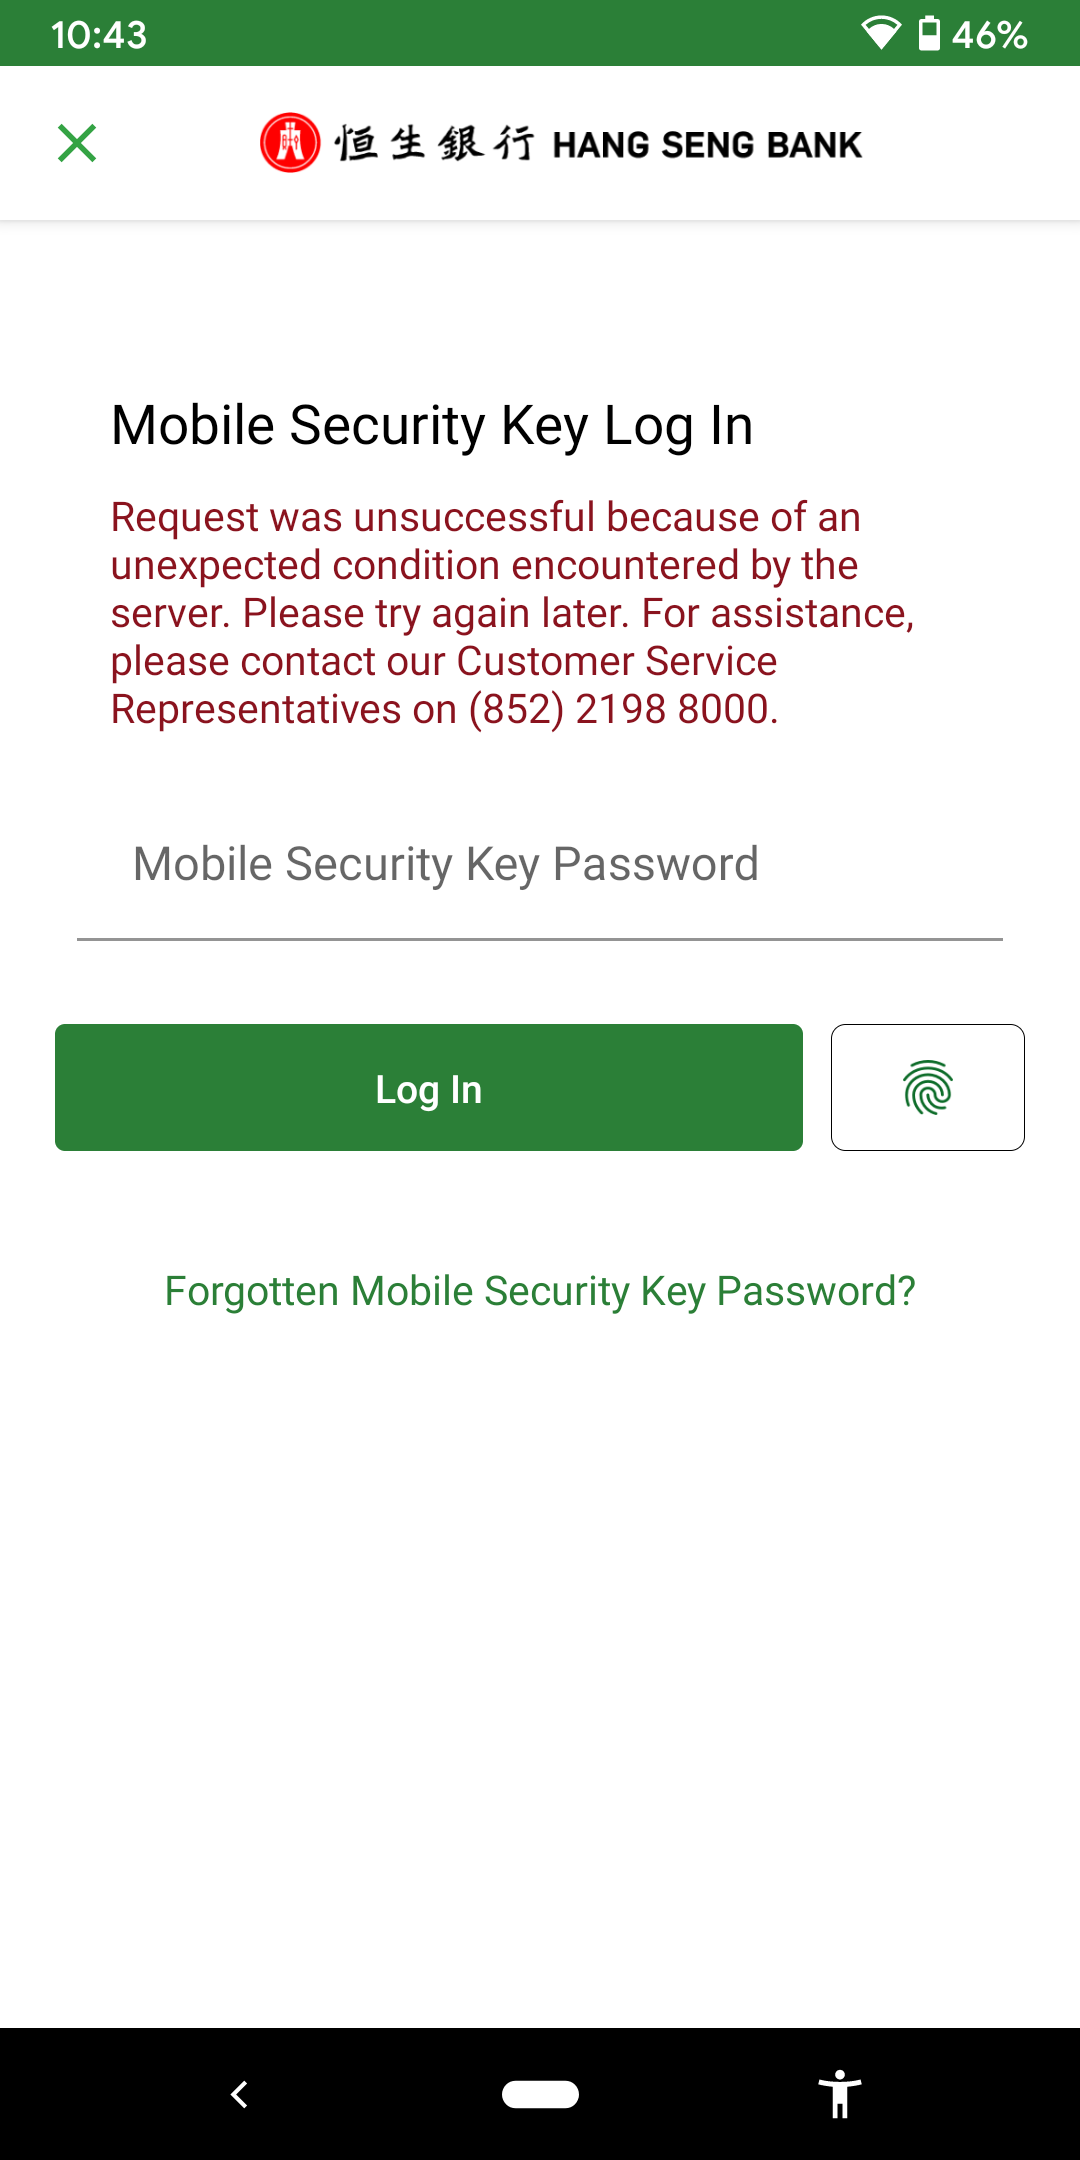 10:43
46%
恒生銀行 HANG SENG BANK
Mobile Security Key Log In
Request was unsuccessful because of an
unexpected condition encountered by the
server. Please try again later. For assistance,
please contact our Customer Service
Representatives on (852) 2198 8000.
Mobile Security Key Password
Log In
Forgotten Mobile Security Key Password?